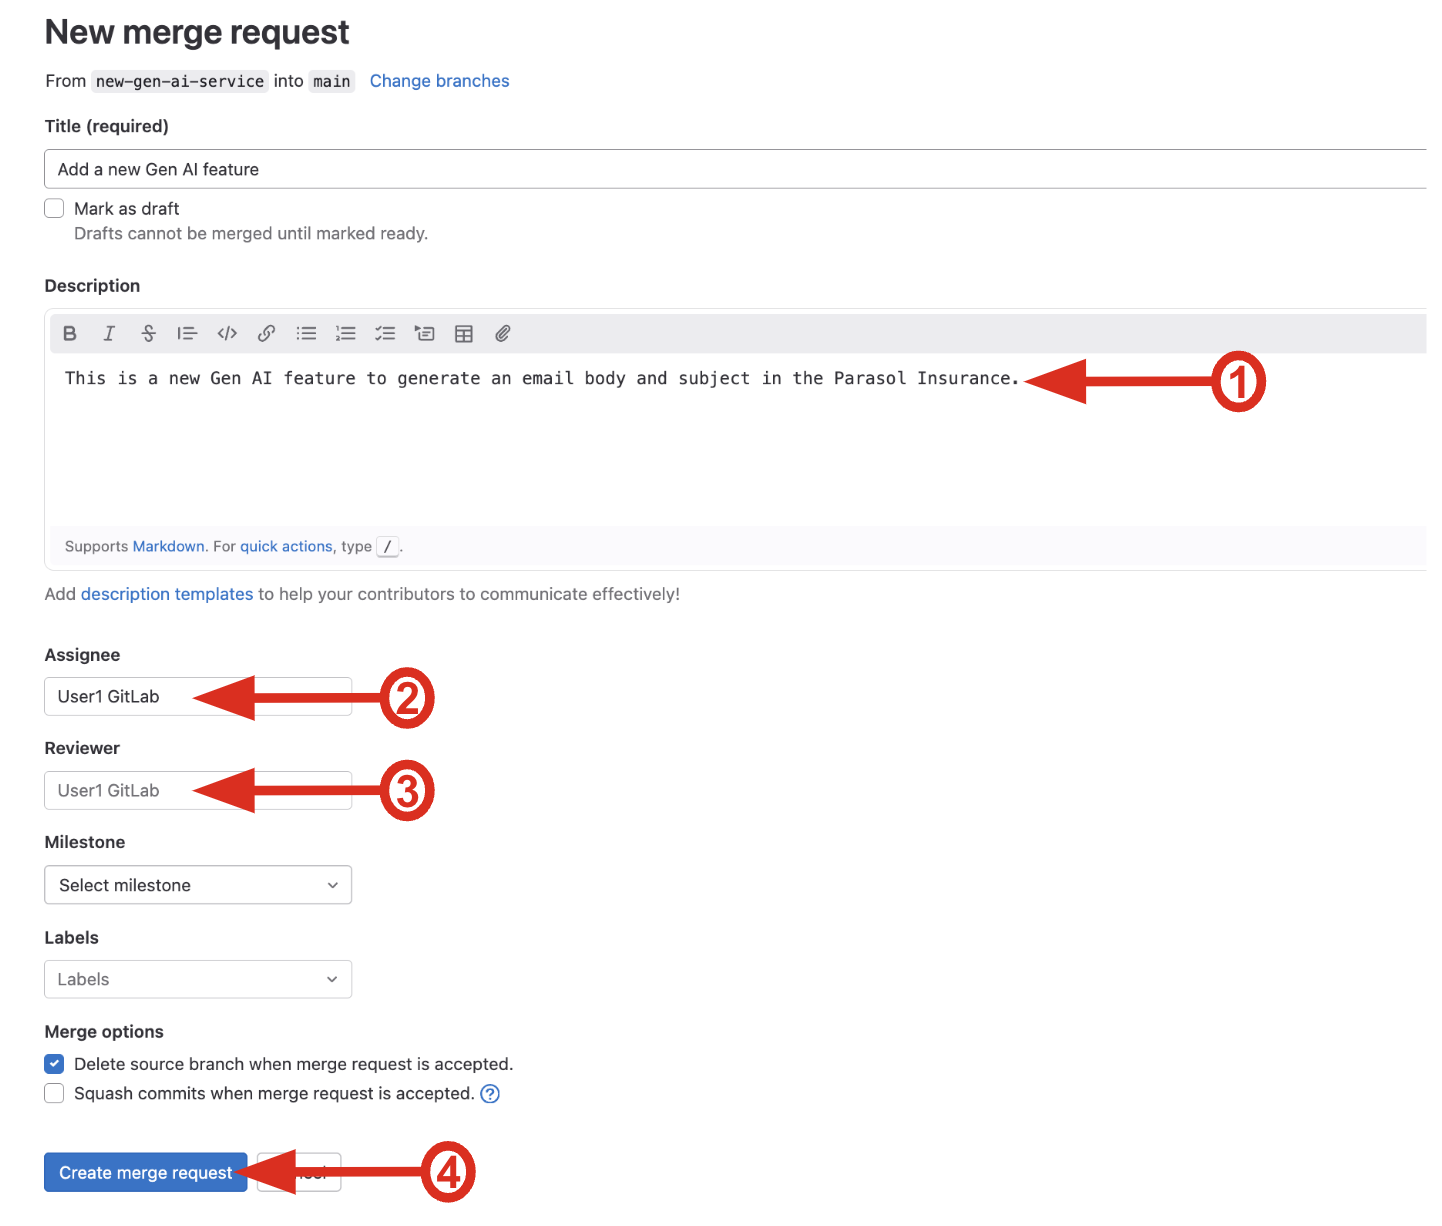 New merge request
From new-gen-ai-service into main Change branches
Title (required)
Add a new Gen AI feature
Mark as draft
Drafts cannot be merged until marked ready.
Description
This is a new Gen AI feature to generate an email body and subject in the Parasol Insurance.
1
Supports Markdown. For quick actions, type /.
Add description templates to help your contributors to communicate effectively!
Assignee
User1 GitLab
2
Reviewer
User1 GitLab
3
Milestone
Select milestone
Labels
Labels
Merge options
Delete source branch when merge request is accepted.
Squash commits when merge request is accepted. ?
Create merge request
4